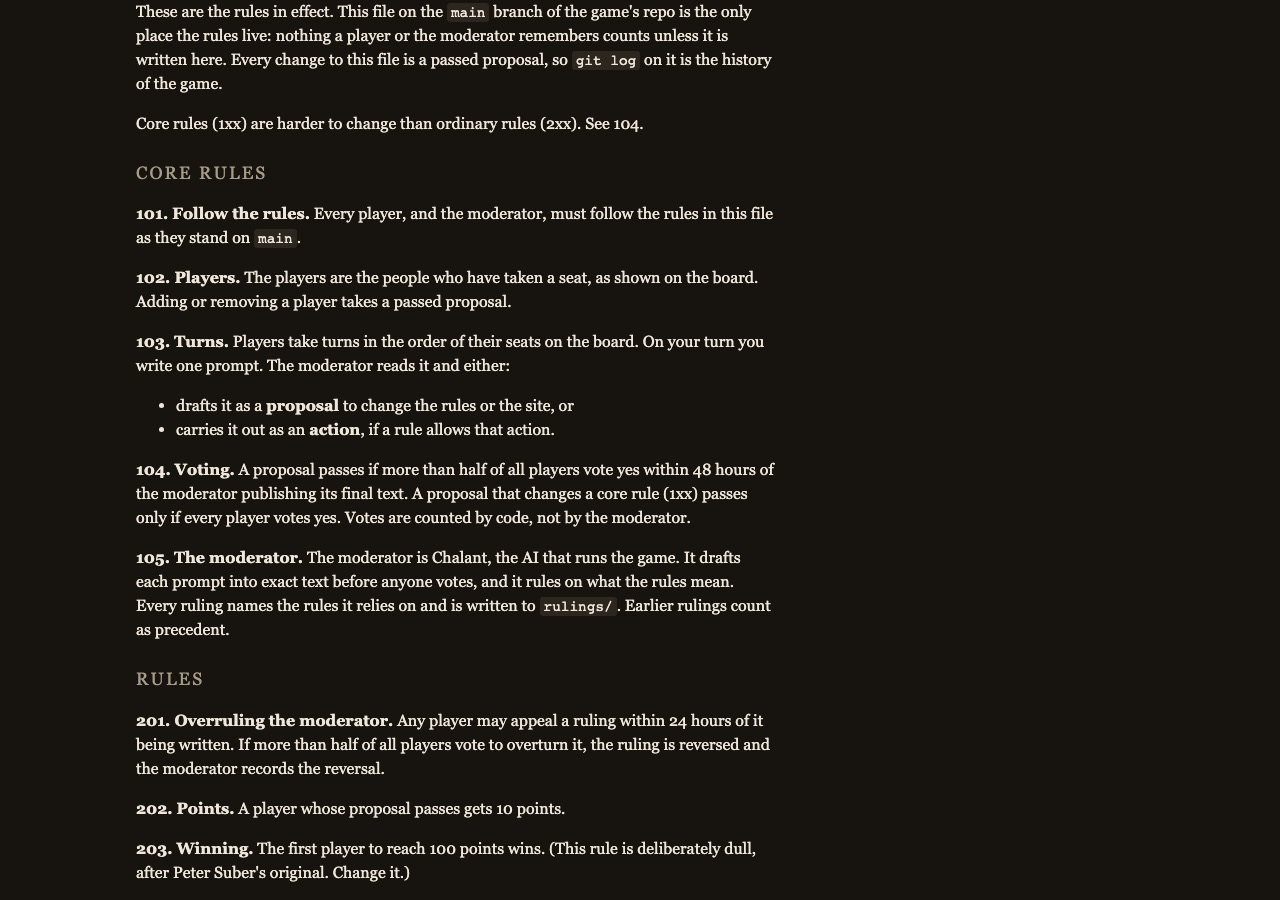 These are the rules in effect. This file on the main branch of the game's repo is the only
place the rules live: nothing a player or the moderator remembers counts unless it is
written here. Every change to this file is a passed proposal, so git log on it is the history
of the game.
Core rules (1xx) are harder to change than ordinary rules (2xx). See 104.
CORE RULES
101. Follow the rules. Every player, and the moderator, must follow the rules in this file
as they stand on main.
102. Players. The players are the people who have taken a seat, as shown on the board.
Adding or removing a player takes a passed proposal.
103. Turns. Players take turns in the order of their seats on the board. On your turn you
write one prompt. The moderator reads it and either:
• drafts it as a proposal to change the rules or the site, or
• carries it out as an action, if a rule allows that action.
104. Voting. A proposal passes if more than half of all players vote yes within 48 hours of
the moderator publishing its final text. A proposal that changes a core rule (1xx) passes
only if every player votes yes. Votes are counted by code, not by the moderator.
105. The moderator. The moderator is Chalant, the AI that runs the game. It drafts
each prompt into exact text before anyone votes, and it rules on what the rules mean.
Every ruling names the rules it relies on and is written to rulings/. Earlier rulings count
as precedent.
RULES
201. Overruling the moderator. Any player may appeal a ruling within 24 hours of it
being written. If more than half of all players vote to overturn it, the ruling is reversed and
the moderator records the reversal.
202. Points. A player whose proposal passes gets 10 points.
203. Winning. The first player to reach 100 points wins. (This rule is deliberately dull,
after Peter Suber's original. Change it.)